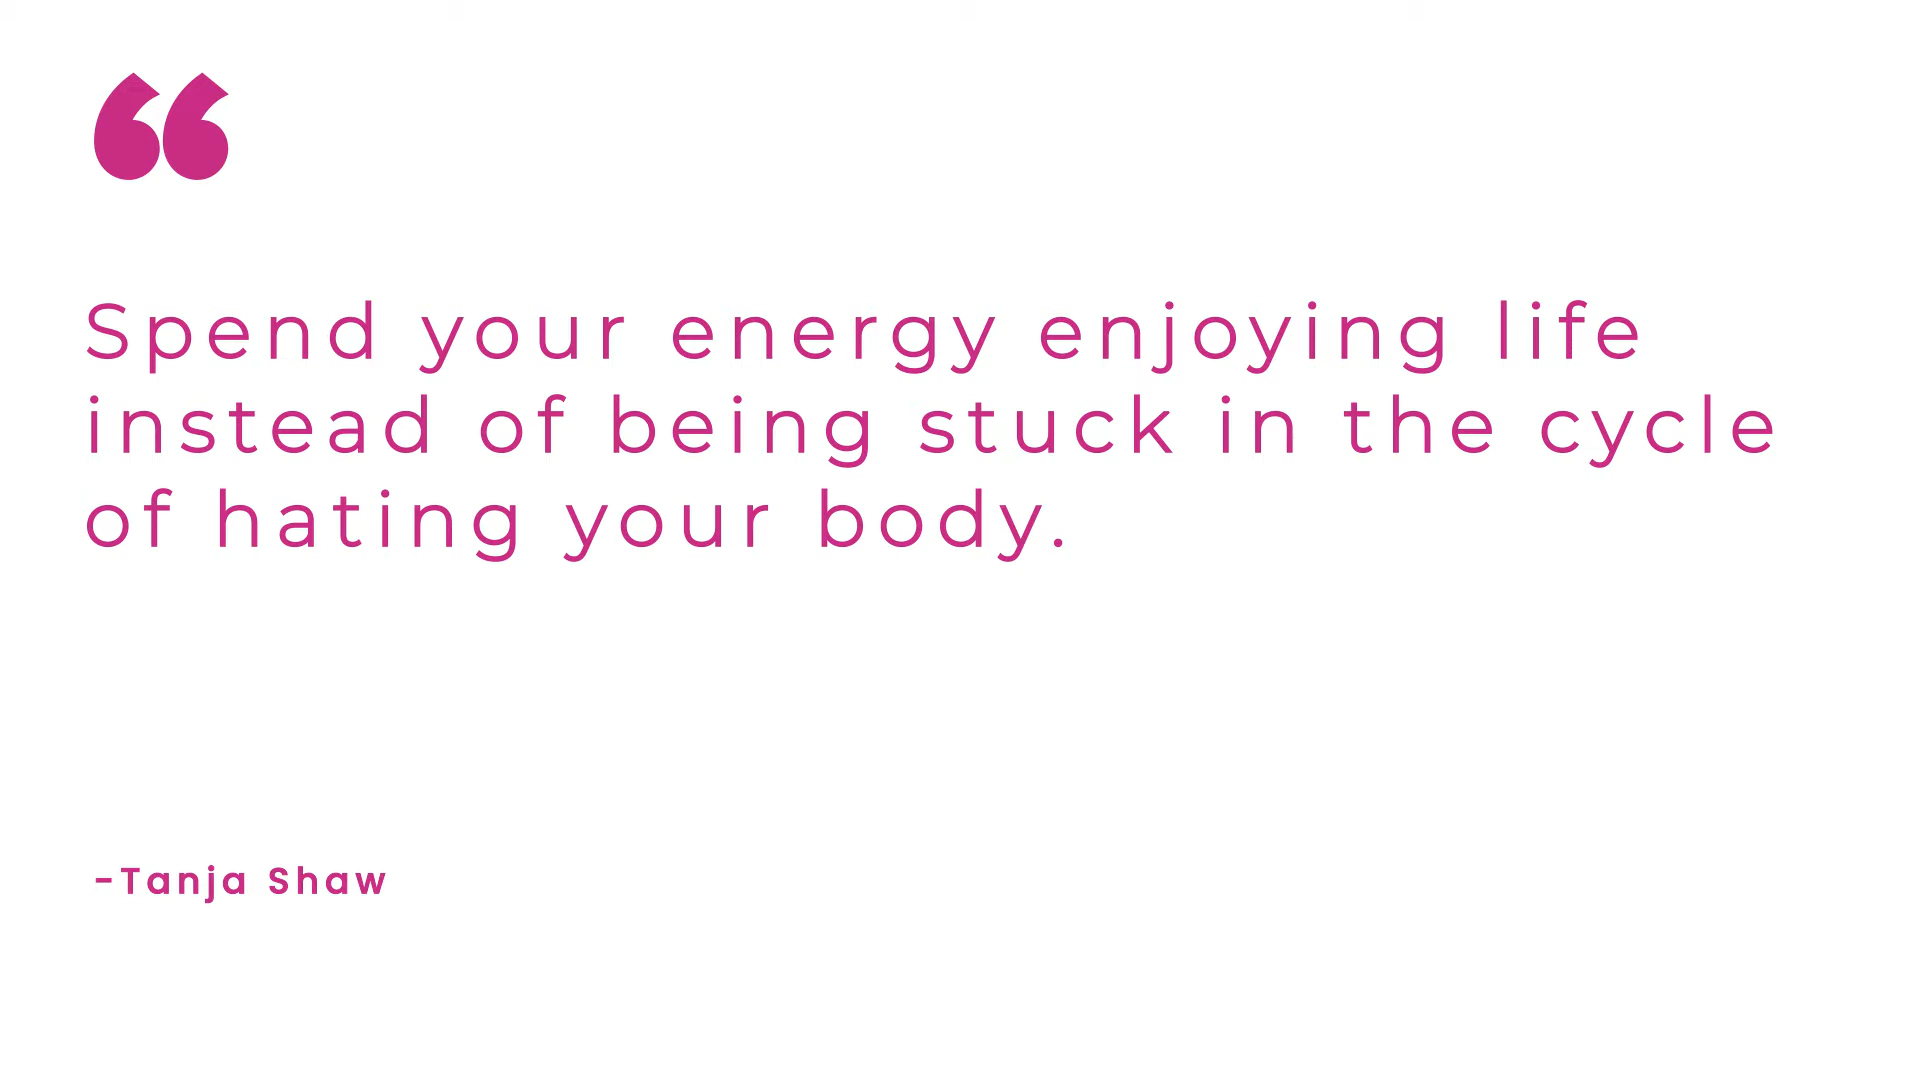 “
Spend your energy enjoying life
instead of being stuck in the cycle
of hating your body.
-Tanja Shaw